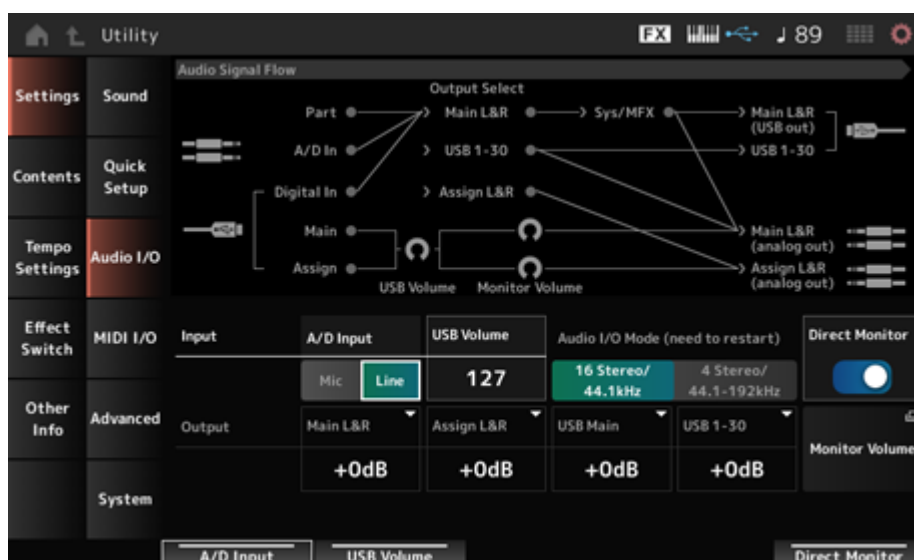 Utility
FX
89
Settings
Sound
Contents
Quick
Setup
Tempo
Settings
Audio I/O
Effect
Switch
MIDI I/O
Other
Info
Advanced
System
Audio Signal Flow
Output Select
Part
Main L&R
Sys/MFX
Main L&R
(USB out)
A/D In
USB 1-30
USB 1-30
Digital In
Assign L&R
Main
Main L&R
(analog out)
Assign
Assign L&R
(analog out)
USB Volume
Monitor Volume
Input
A/D Input
USB Volume
Audio I/O Mode (need to restart)
Direct Monitor
Mic
Line
127
16 Stereo/
44.1kHz
4 Stereo/
44.1-192kHz
Output
Main L&R
Assign L&R
USB Main
USB 1-30
Monitor Volume
+0dB
+0dB
+0dB
+0dB
A/D Input
USB Volume
Direct Monitor